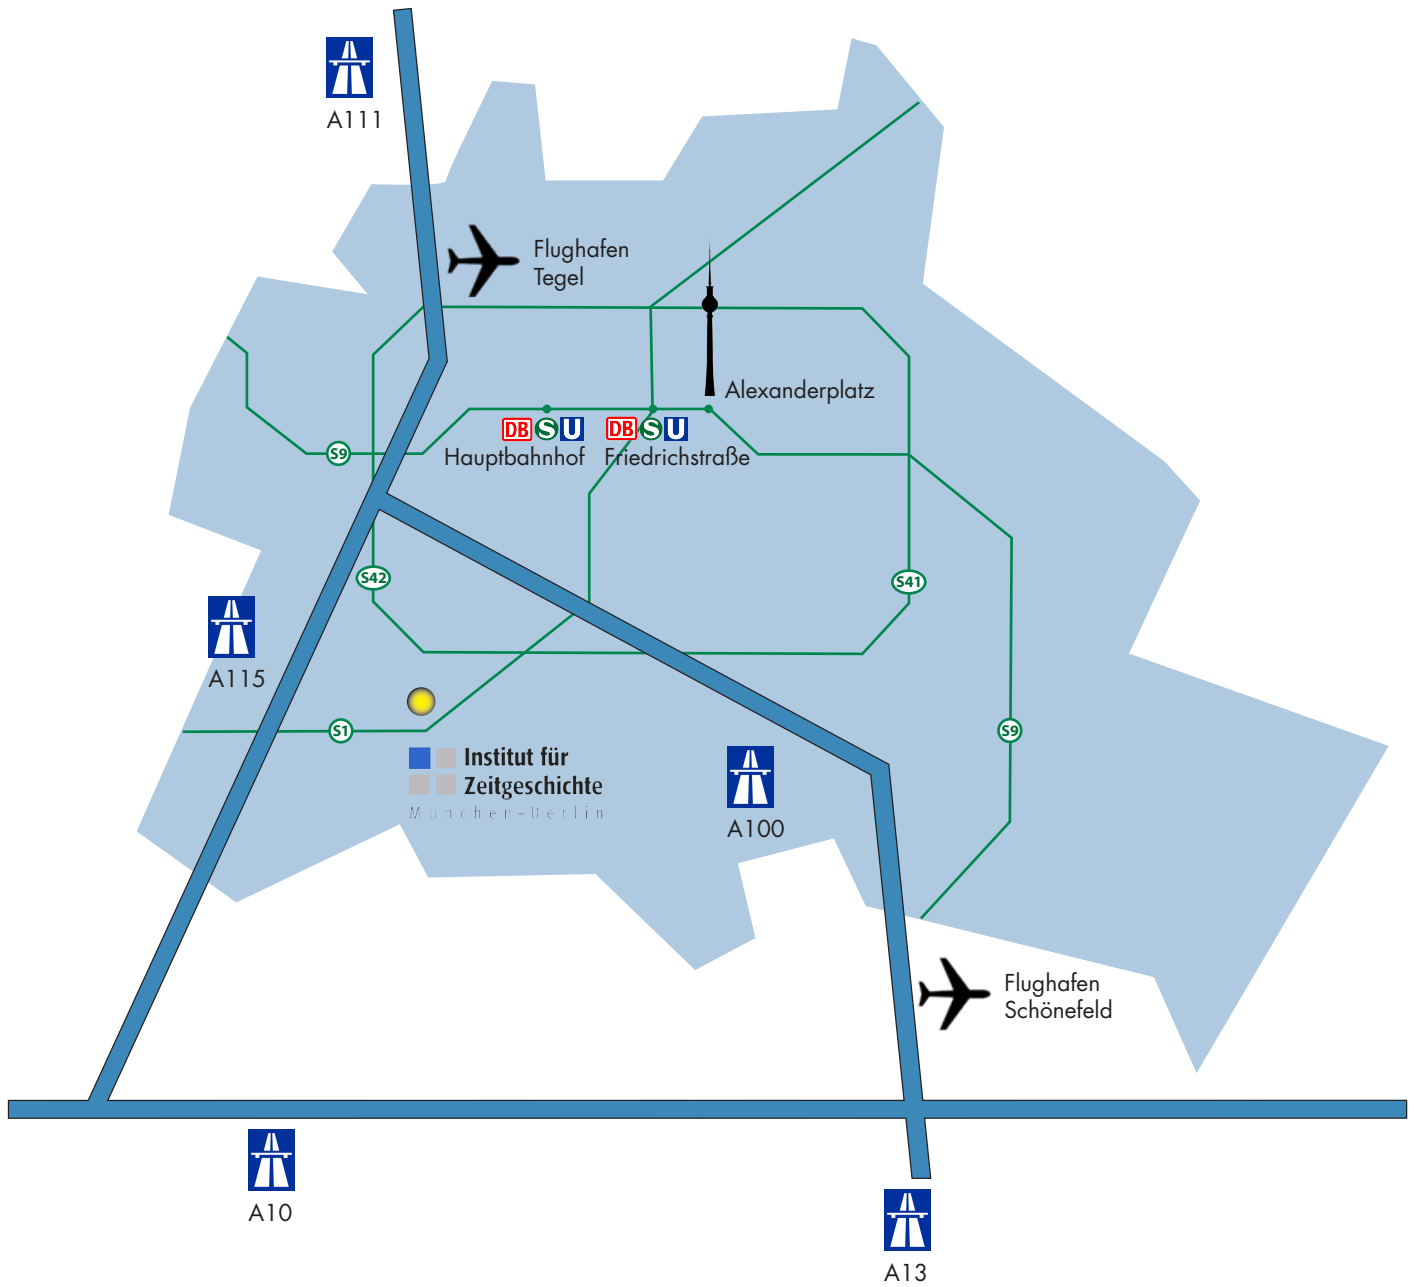 A111
Flughafen
Tegel
Alexanderplatz
DB S U
DB S U
Hauptbahnhof
Friedrichstraße
S9
S42
S41
A115
S1
S9
Institut für
Zeitgeschichte
München-Berlin
A100
Flughafen
Schönefeld
A10
A13